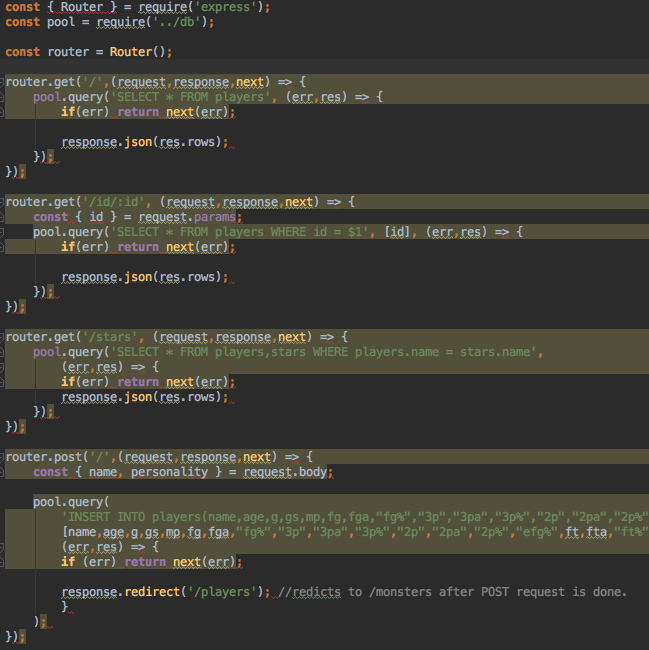 const { Router } = require('express');
const pool = require('../db');
const router = Router();
router.get('/',(request,response,next) => {
pool.query('SELECT * FROM players', (err,res) => {
if(err) return next(err);
response.json(res.rows);
});
});
router.get('/id/:id', (request,response,next) => {
const { id } = request.params;
pool.query('SELECT * FROM players WHERE id = $1', [id], (err,res) => {
if(err) return next(err);
response.json(res.rows);
});
});
router.get('/stars', (request,response,next) => {
pool.query('SELECT * FROM players,stars WHERE players.name = stars.name',
(err,res) => {
if(err) return next(err);
response.json(res.rows);
});
});
router.post('/',(request,response,next) => {
const { name, personality } = request.body;
pool.query(
'INSERT INTO players(name,age,g,gs,mp,fg,fga,"fg%","3p","3pa","3p%","2p","2pa","2p%"
[name,age,g,gs,mp,fg,fga,"fg%","3p","3pa","3p%","2p","2pa","2p%","efg%",ft,fta,"ft%"
(err,res) => {
if (err) return next(err);
response.redirect('/players'); //redicts to /monsters after POST request is done.
}
);
});